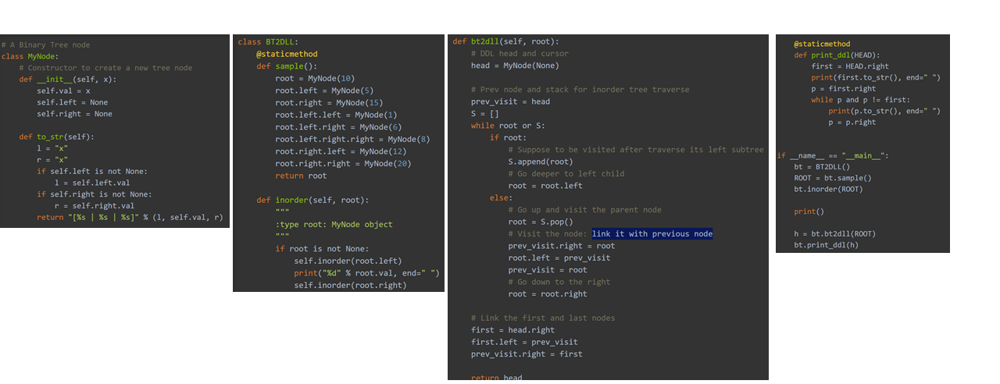 # A Binary Tree node
class MyNode:
    # Constructor to create a new tree node
    def __init__(self, x):
        self.val = x
        self.left = None
        self.right = None

    def to_str(self):
        l = "x"
        r = "x"
        if self.left is not None:
            l = self.left.val
        if self.right is not None:
            r = self.right.val
        return "[%s | %s | %s]" % (l, self.val, r)
class BT2DLL:
    @staticmethod
    def sample():
        root = MyNode(10)
        root.left = MyNode(5)
        root.right = MyNode(15)
        root.left.left = MyNode(1)
        root.left.right = MyNode(6)
        root.left.right.right = MyNode(8)
        root.right.left = MyNode(12)
        root.right.right = MyNode(20)
        return root

    def inorder(self, root):
        """
        :type root: MyNode object
        """
        if root is not None:
            self.inorder(root.left)
            print("%d" % root.val, end=" ")
            self.inorder(root.right)
def bt2dll(self, root):
    # DDL head and cursor
    head = MyNode(None)

    # Prev node and stack for inorder tree traverse
    prev_visit = head
    S = []
    while root or S:
        if root:
            # Suppose to be visited after traverse its left subtree
            S.append(root)
            # Go deeper to left child
            root = root.left
        else:
            # Go up and visit the parent node
            root = S.pop()
            # Visit the node: link it with previous node
            prev_visit.right = root
            root.left = prev_visit
            prev_visit = root
            # Go down to the right
            root = root.right

    # Link the first and last nodes
    first = head.right
    first.left = prev_visit
    prev_visit.right = first

    return head
    @staticmethod
    def print_ddl(HEAD):
        first = HEAD.right
        print(first.to_str(), end=" ")
        p = first.right
        while p and p != first:
            print(p.to_str(), end=" ")
            p = p.right

if __name__ == "__main__":
    bt = BT2DLL()
    ROOT = bt.sample()
    bt.inorder(ROOT)

    print()

    h = bt.bt2dll(ROOT)
    bt.print_ddl(h)